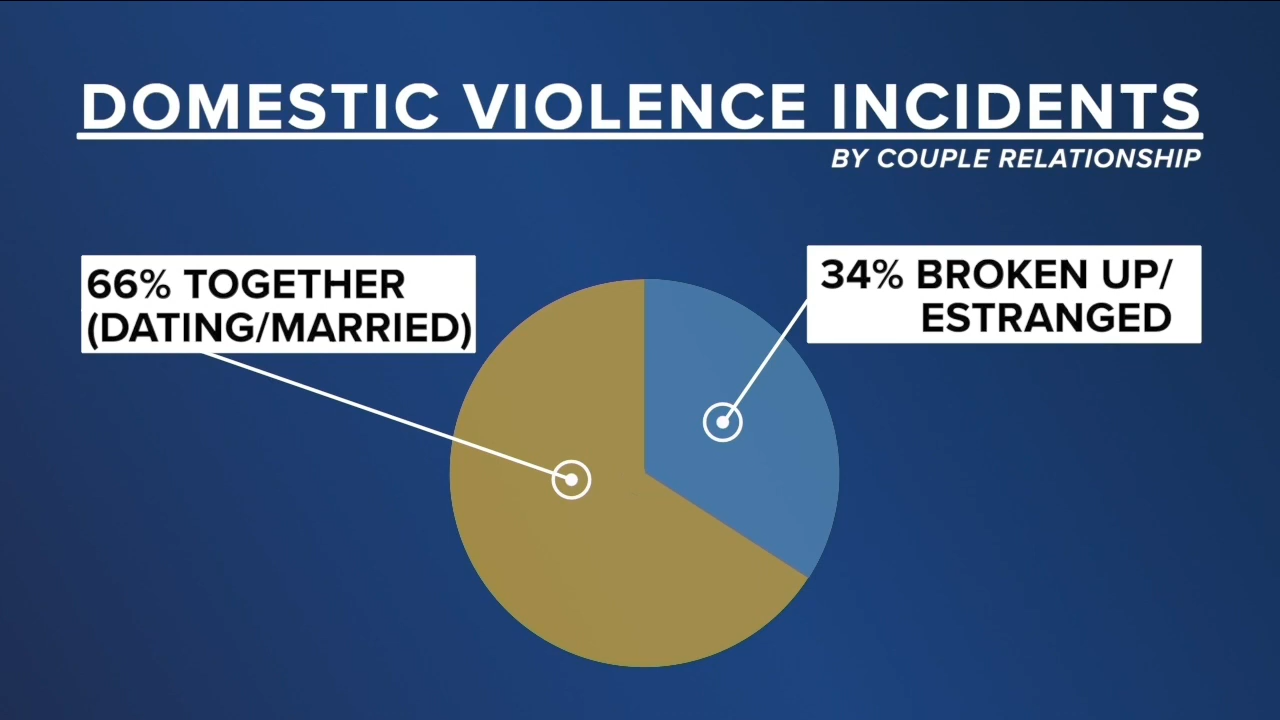 DOMESTIC VIOLENCE INCIDENTS
BY COUPLE RELATIONSHIP
66% TOGETHER
(DATING/MARRIED)
34% BROKEN UP/
ESTRANGED